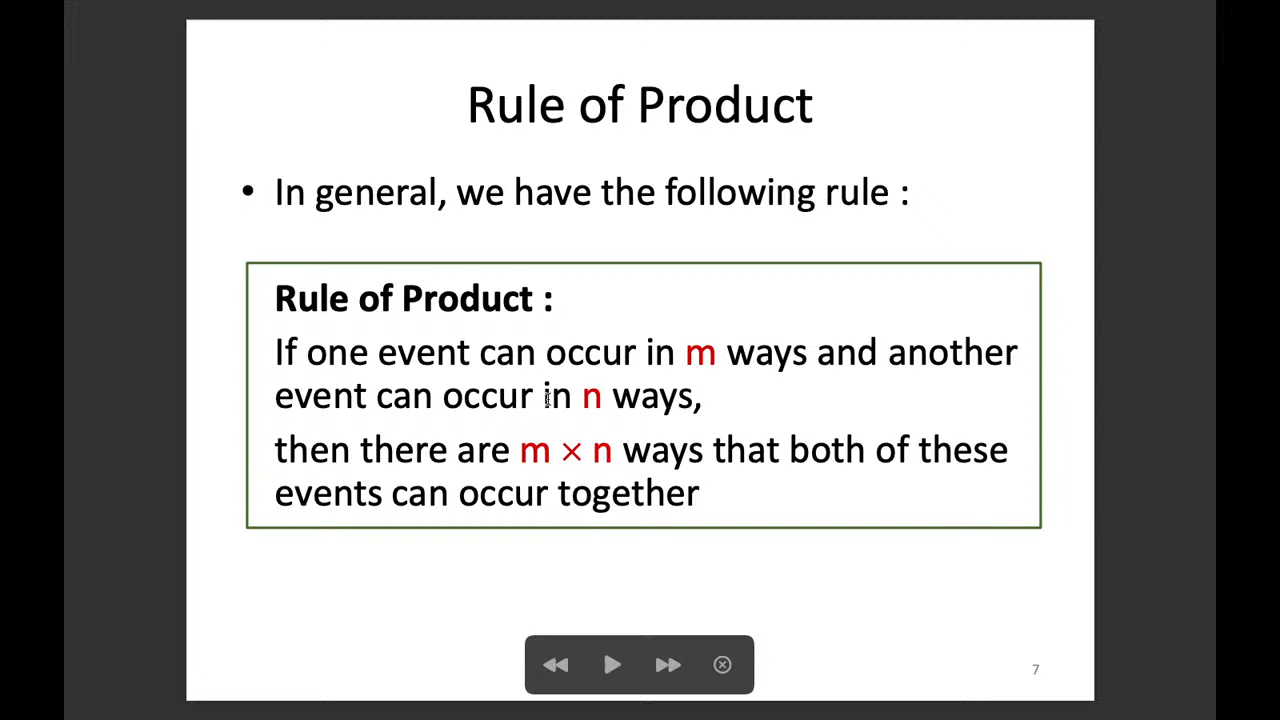 Rule of Product
• In general, we have the following rule :
Rule of Product :
If one event can occur in m ways and another
event can occur in n ways,
then there are m × n ways that both of these
events can occur together
7